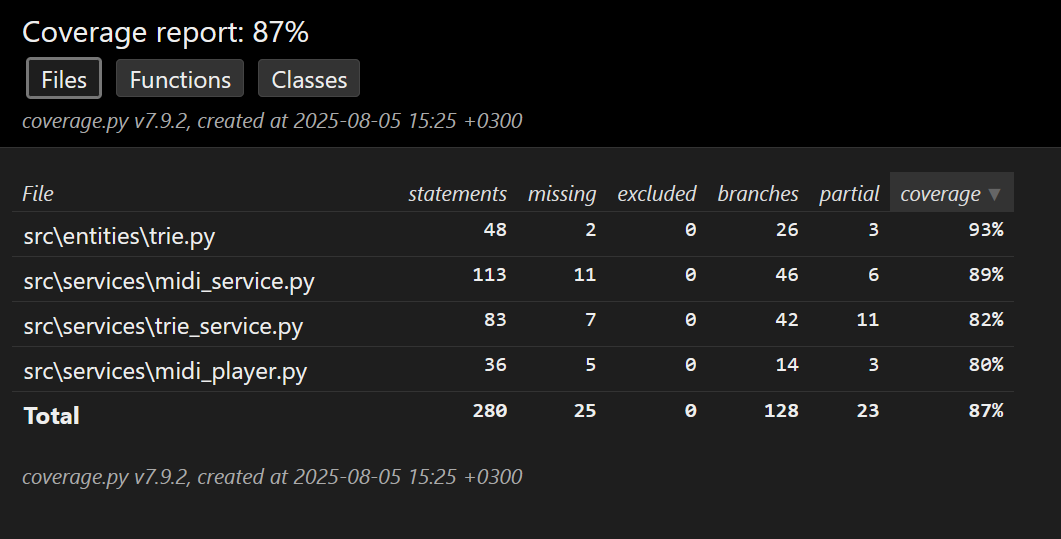 Coverage report: 87%
Files Functions Classes
coverage.py v7.9.2, created at 2025-08-05 15:25 +0300
File statements missing excluded branches partial coverage ▼
src\entities\trie.py 48 2 0 26 3 93%
src\services\midi_service.py 113 11 0 46 6 89%
src\services\trie_service.py 83 7 0 42 11 82%
src\services\midi_player.py 36 5 0 14 3 80%
Total 280 25 0 128 23 87%
coverage.py v7.9.2, created at 2025-08-05 15:25 +0300